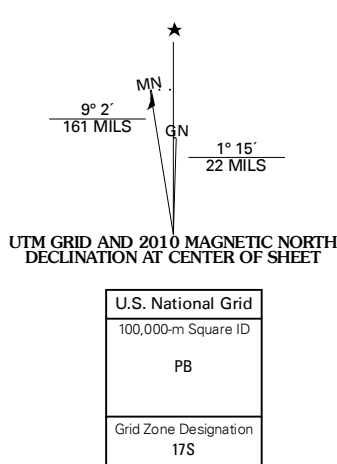 MN
9° 2´
161 MILS
GN
1° 15´
22 MILS
UTM GRID AND 2010 MAGNETIC NORTH
DECLINATION AT CENTER OF SHEET
U.S. National Grid
100,000-m Square ID
PB
Grid Zone Designation
17S